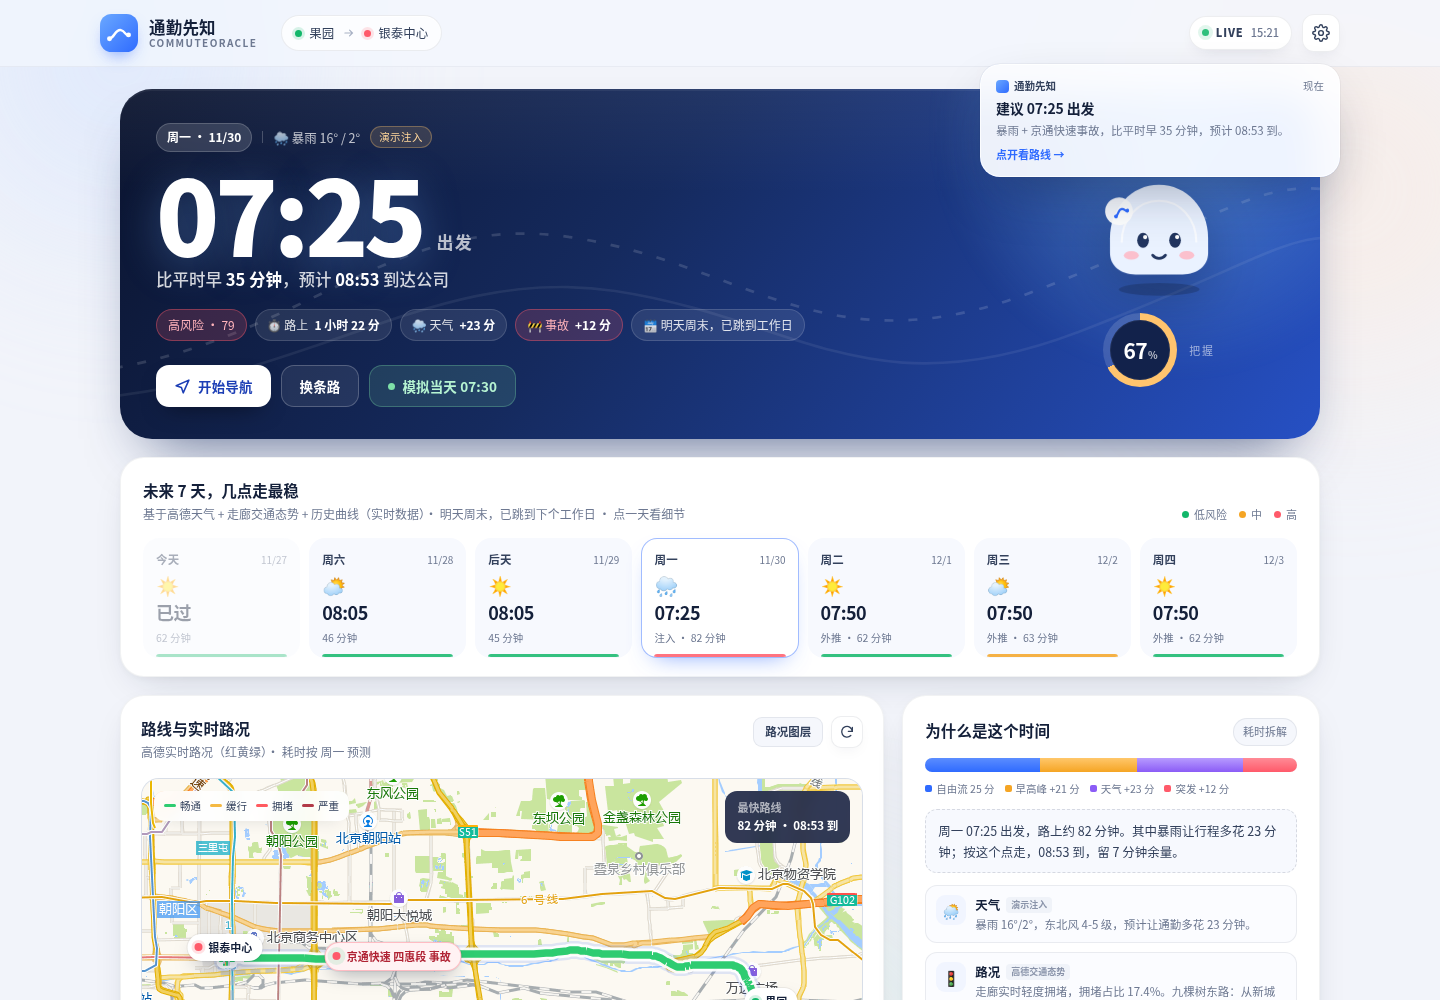 通勤先知
COMMUTEORACLE
果园 → 银泰中心
LIVE 15:21
通勤先知 现在
建议 07:25 出发
暴雨 + 京通快速事故，比平时早 35 分钟，预计 08:53 到。
点开看路线 →
周一 · 11/30 暴雨 16° / 2° 演示注入
07:25 出发
比平时早 35 分钟，预计 08:53 到达公司
高风险 · 79 路上 1 小时 22 分 天气 +23 分 事故 +12 分 明天周末，已跳到工作日
67% 把握
开始导航 换条路 模拟当天 07:30
未来 7 天，几点走最稳
基于高德天气 + 走廊交通态势 + 历史曲线（实时数据） · 明天周末，已跳到下个工作日 · 点一天看细节
低风险 中 高
今天 11/27
已过
62 分钟
周六 11/28
08:05
46 分钟
后天 11/29
08:05
45 分钟
周一 11/30
07:25
注入 · 82 分钟
周二 12/1
07:50
外推 · 62 分钟
周三 12/2
07:50
外推 · 63 分钟
周四 12/3
07:50
外推 · 62 分钟
路线与实时路况
高德实时路况（红黄绿） · 耗时按 周一 预测
路况图层
畅通 缓行 拥堵 严重
最快路线
82 分钟 · 08:53 到
东风公园
东坝公园
金盏森林公园
朝阳公园
北京朝阳站
S51
三里屯
蓝泉乡村俱乐部
北京物资学院
6号线
G102
朝阳区
朝阳大悦城
1
北京商务中心区
银泰中心
京通快速 四惠段 事故
站
果园
为什么是这个时间
耗时拆解
自由流 25 分 早高峰 +21 分 天气 +23 分 突发 +12 分
周一 07:25 出发，路上约 82 分钟。其中暴雨让行程多花 23 分
钟；按这个点走，08:53 到，留 7 分钟余量。
天气 演示注入
暴雨 16°/2°，东北风 4-5 级，预计让通勤多花 23 分钟。
路况 高德交通态势
走廊实时轻度拥堵，拥堵占比 17.4%。九棵树东路：从新城